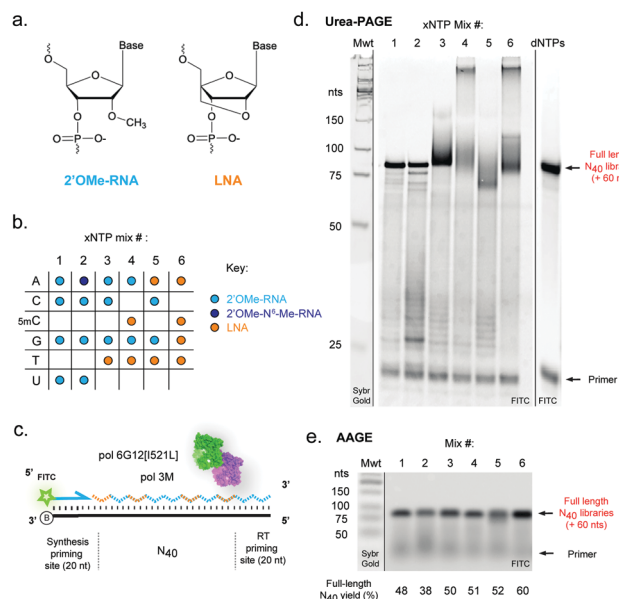 a.
Base
O
O
O
O
CH3
O=P-O-
O
2'OMe-RNA
Base
O
O
O
O
O=P-O-
O
LNA
b.
xNTP mix # :
1 2 3 4 5 6
A
C
5mC
G
T
U
Key:
2'OMe-RNA
2'OMe-N6-Me-RNA
LNA
c.
pol 6G12[I521L]
pol 3M
5'
FITC
3'
3'
B
5'
Synthesis
priming
site (20 nt)
N40
RT
priming
site (20 nt)
d. Urea-PAGE
xNTP Mix #:
Mwt 1 2 3 4 5 6 dNTPs
nts
150
100
75
50
25
Full len
N40 libra
(+ 60 n
Primer
Sybr
Gold
FITC
FITC
e. AAGE
Mix #:
nts Mwt 1 2 3 4 5 6
150
100
75
50
Full length
N40 libraries
(+ 60 nts)
Primer
Sybr
Gold
FITC
Full-length
N40 yield (%)
48 38 50 51 52 60